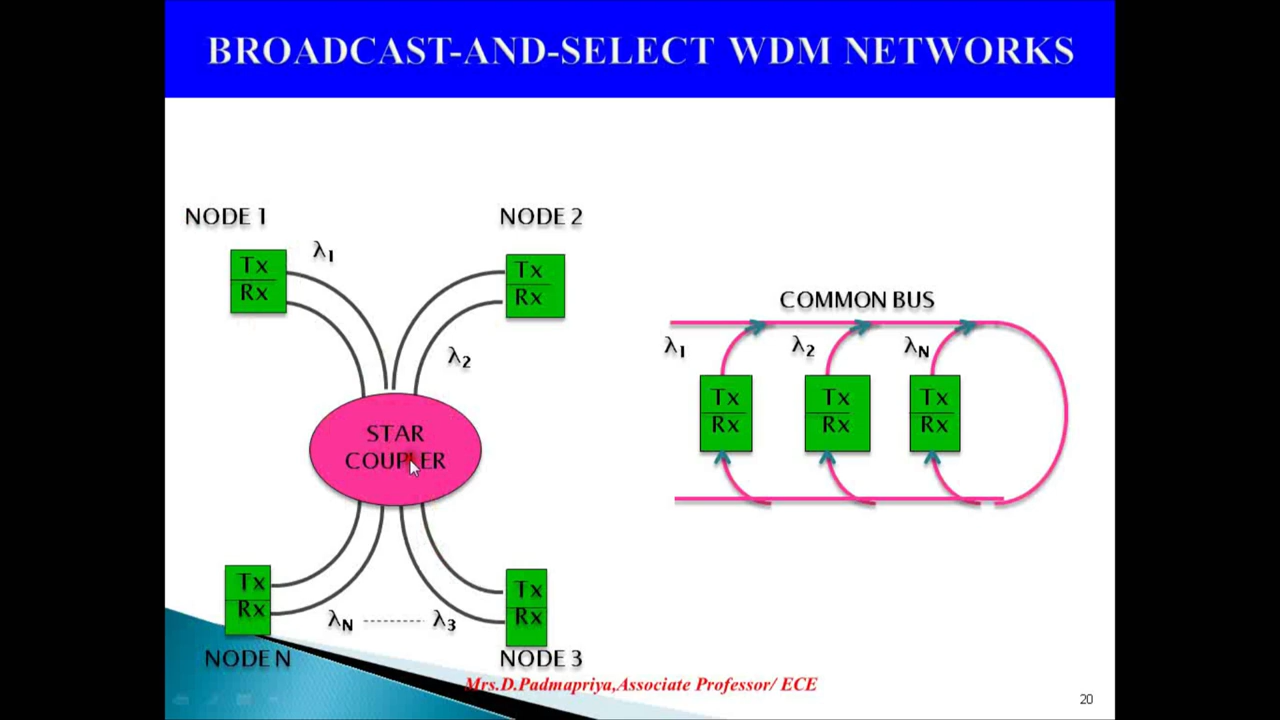 BROADCAST-AND-SELECT WDM NETWORKS
NODE 1
NODE 2
λ1
Tx
Rx
Tx
Rx
λ2
STAR
COUPLER
Tx
Rx
Tx
Rx
λN
λ3
NODE N
NODE 3
COMMON BUS
λ1
λ2
λN
Tx
Rx
Tx
Rx
Tx
Rx
Mrs.D.Padmapriya,Associate Professor/ ECE
20